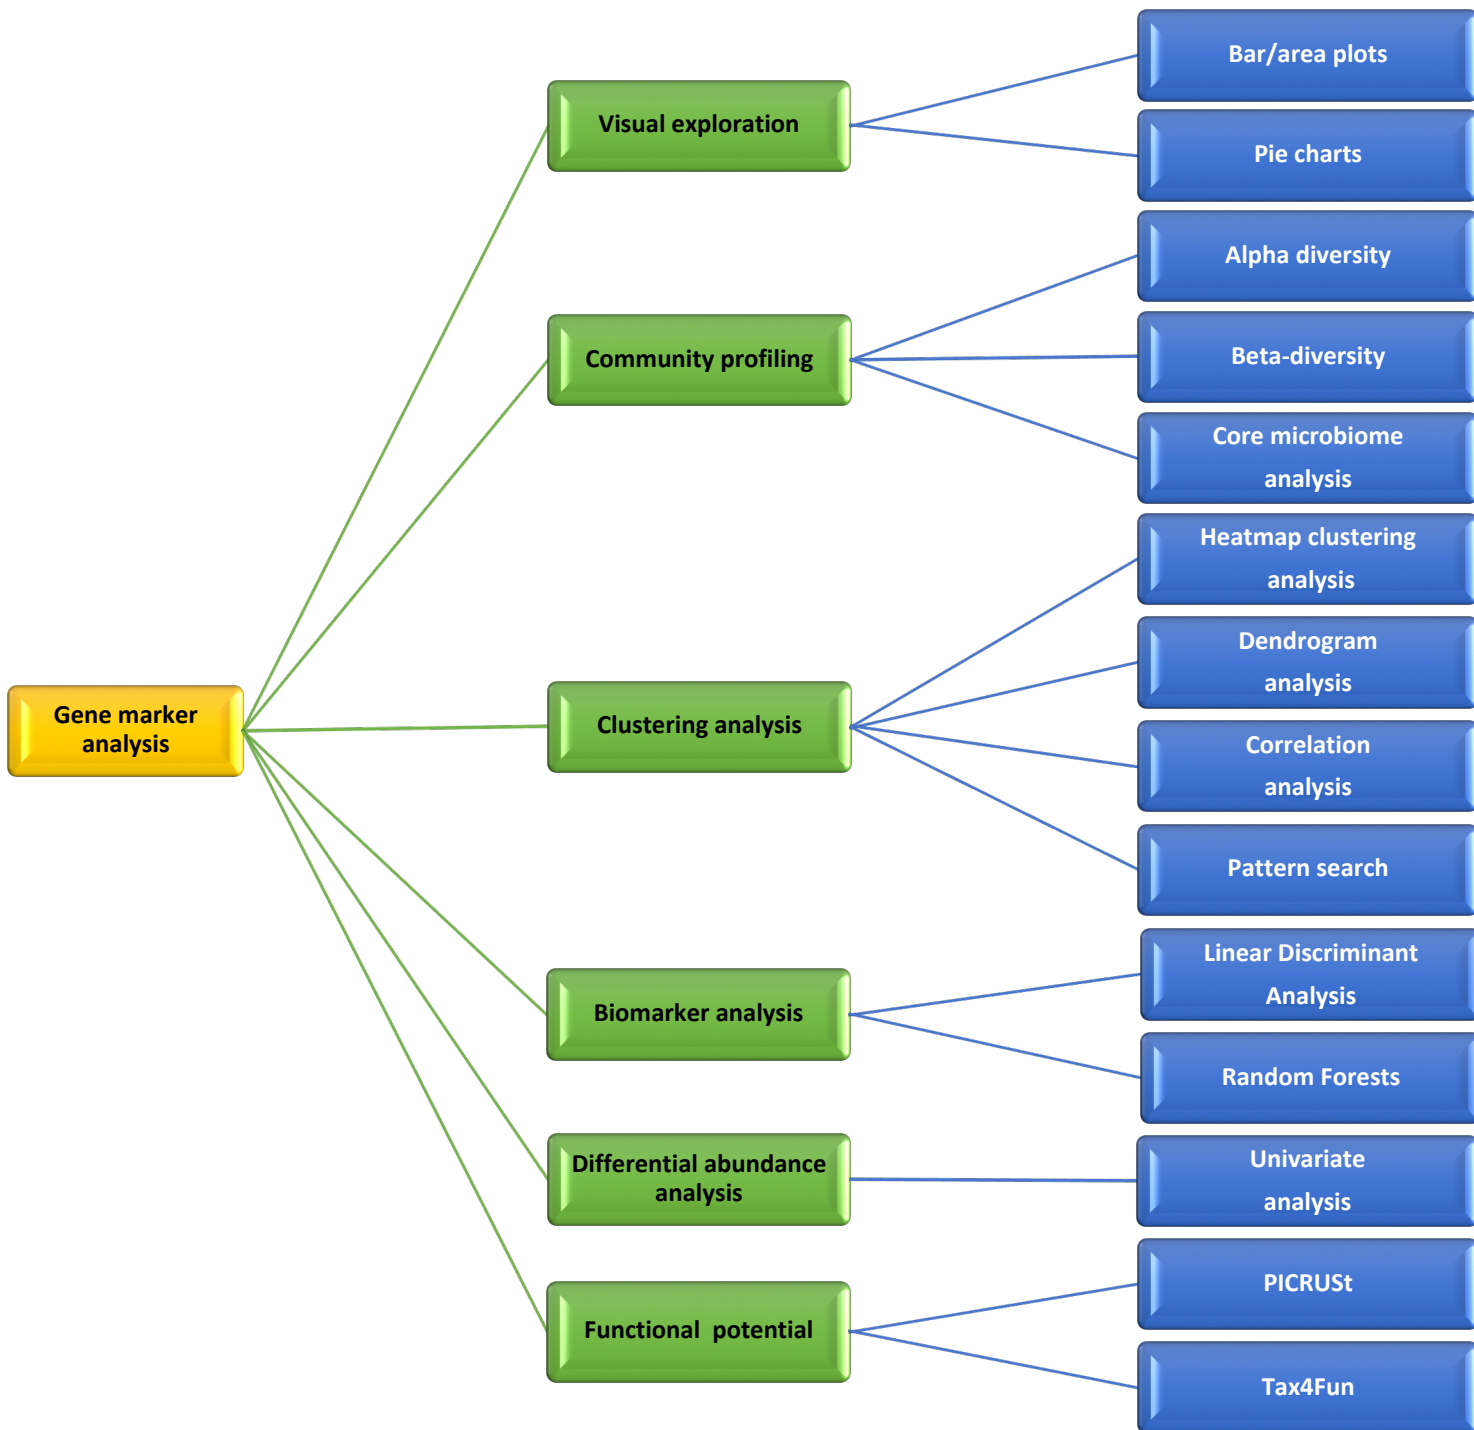 Bar/area plots
Visual exploration
Pie charts
Alpha diversity
Community profiling
Beta-diversity
Core microbiome
analysis
Heatmap clustering
analysis
Dendrogram
analysis
Gene marker
analysis
Clustering analysis
Correlation
analysis
Pattern search
Linear Discriminant
Analysis
Biomarker analysis
Random Forests
Differential abundance
analysis
Univariate
analysis
PICRUSt
Functional  potential
Tax4Fun